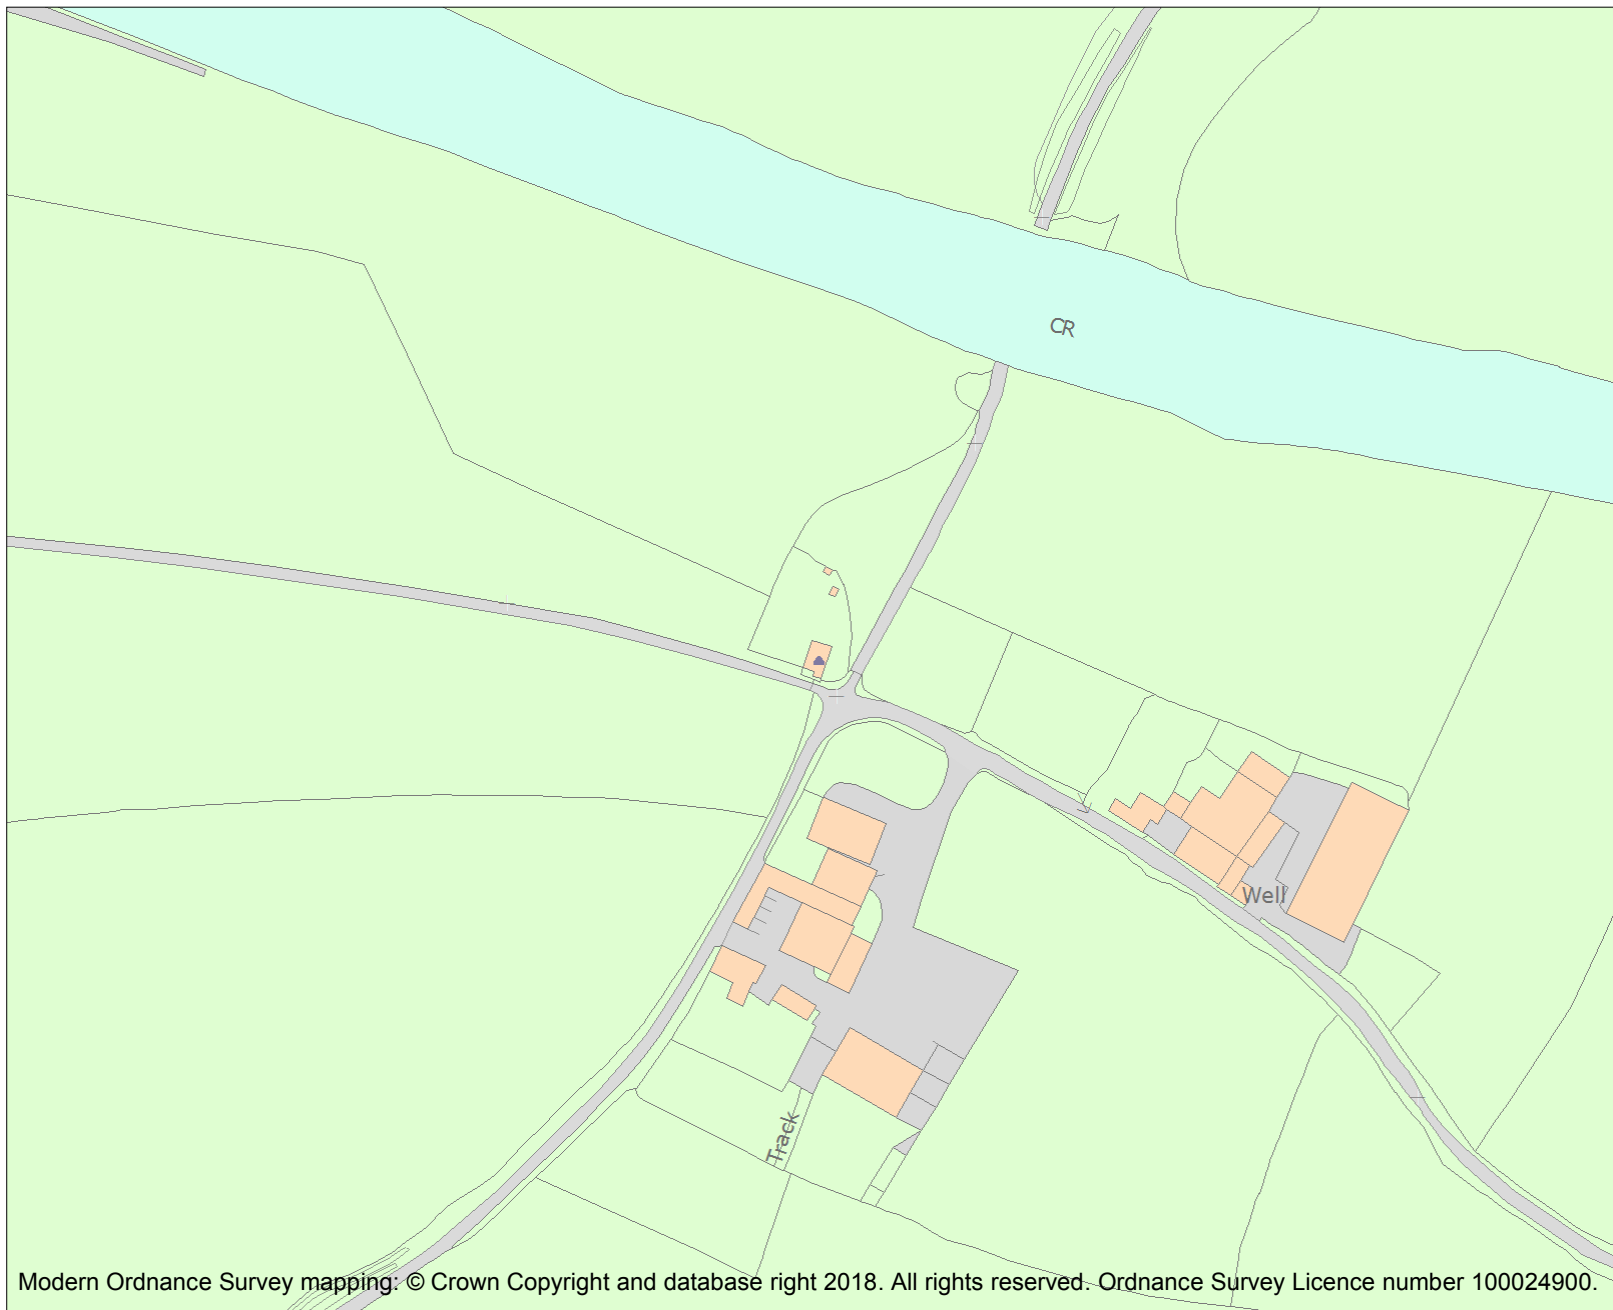 CR
Well
Track
Modern Ordnance Survey mapping: © Crown Copyright and database right 2018. All rights reserved. Ordnance Survey Licence number 100024900.